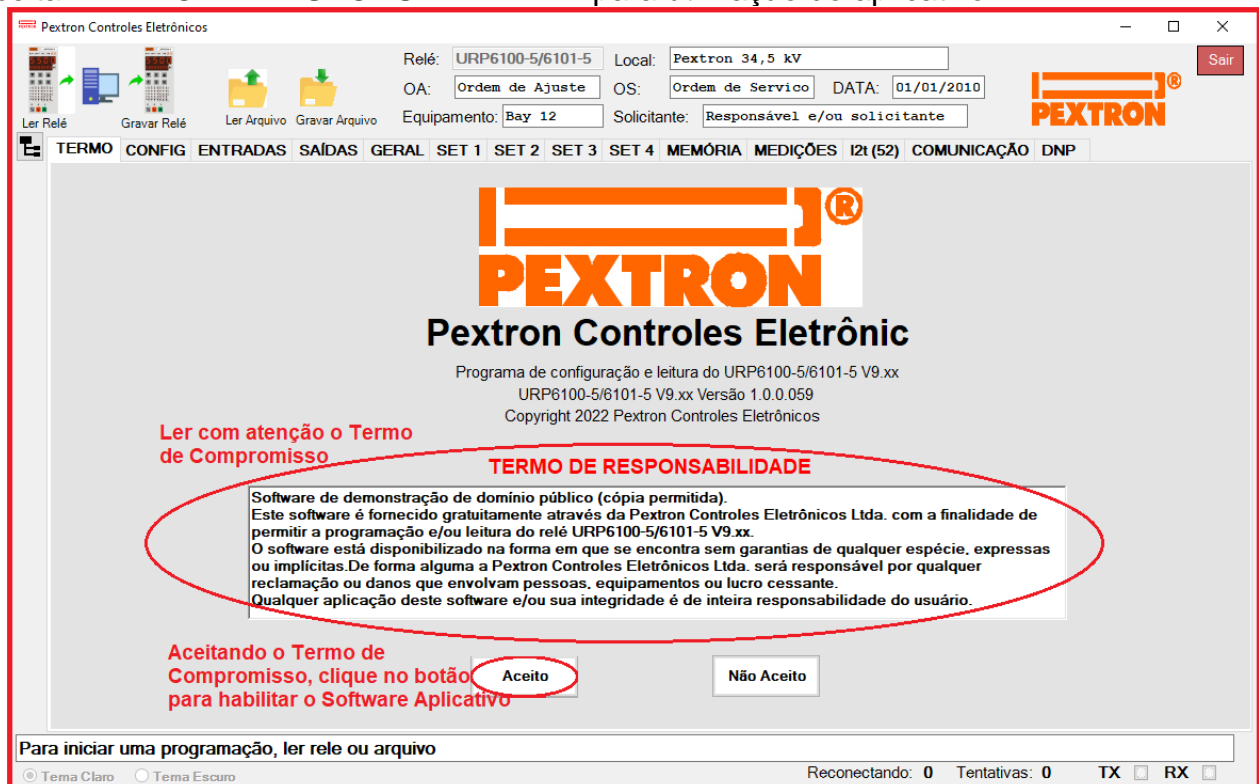 para utilização do aplicativo
Pextron Controles Eletrônicos
Relé: URP6100-5/6101-5 Local: Pextron 34,5 kV Sair
OA: Ordem de Ajuste OS: Ordem de Servico DATA: 01/01/2010
Ler Relé Gravar Relé Ler Arquivo Gravar Arquivo Equipamento: Bay 12 Solicitante: Responsável e/ou solicitante PEXTRON ®
TERMO CONFIG ENTRADAS SAÍDAS GERAL SET 1 SET 2 SET 3 SET 4 MEMÓRIA MEDIÇÕES I2t (52) COMUNICAÇÃO DNP
®
PEXTRON
Pextron Controles Eletrônic
Programa de configuração e leitura do URP6100-5/6101-5 V9.xx
URP6100-5/6101-5 V9.xx Versão 1.0.0.059
Copyright 2022 Pextron Controles Eletrônicos
Ler com atenção o Termo
de Compromisso
TERMO DE RESPONSABILIDADE
Software de demonstração de domínio público (cópia permitida).
Este software é fornecido gratuitamente através da Pextron Controles Eletrônicos Ltda. com a finalidade de
permitir a programação e/ou leitura do relé URP6100-5/6101-5 V9.xx.
O software está disponibilizado na forma em que se encontra sem garantias de qualquer espécie, expressas
ou implícitas.De forma alguma a Pextron Controles Eletrônicos Ltda. será responsável por qualquer
reclamação ou danos que envolvam pessoas, equipamentos ou lucro cessante.
Qualquer aplicação deste software e/ou sua integridade é de inteira responsabilidade do usuário.
Aceitando o Termo de
Compromisso, clique no botão
para habilitar o Software Aplicativo
Aceito Não Aceito
Para iniciar uma programação, ler rele ou arquivo
Tema Claro Tema Escuro Reconectando: 0 Tentativas: 0 TX RX